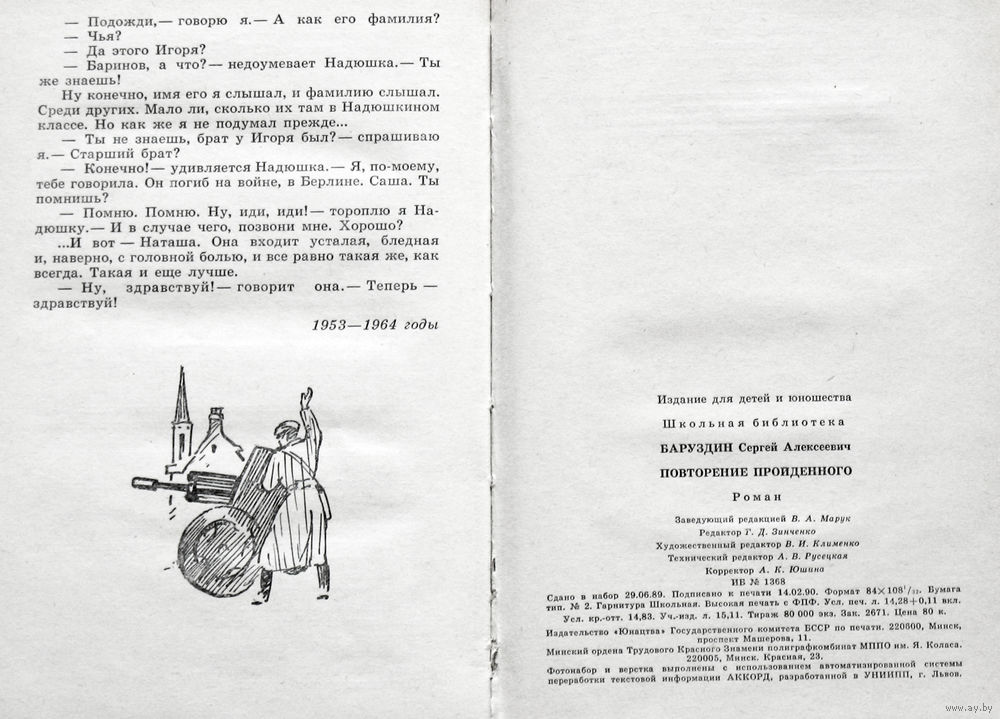 — Подожди,— говорю я.— А как его фамилия?
— Чья?
— Да этого Игоря?
— Баринов, а что?— недоумевает Надюшка.— Ты
же знаешь!
Ну конечно, имя его я слышал, и фамилию слышал.
Среди других. Мало ли, сколько их там в Надюшкином
классе. Но как же я не подумал прежде...
— Ты не знаешь, брат у Игоря был?— спрашиваю
я.— Старший брат?
— Конечно!— удивляется Надюшка.— Я, по-моему,
тебе говорила. Он погиб на войне, в Берлине. Саша. Ты
помнишь?
— Помню. Помню. Ну, иди, иди!— тороплю я На-
дюшку.— И в случае чего, позвони мне. Хорошо?
...И вот — Наташа. Она входит усталая, бледная
и, наверно, с головной болью, и все равно такая же, как
всегда. Такая и еще лучше.
— Ну, здравствуй!— говорит она.— Теперь —
здравствуй!
1953—1964 годы
Издание для детей и юношества
Школьная библиотека
БАРУЗДИН Сергей Алексеевич
ПОВТОРЕНИЕ ПРОЙДЕННОГО
Роман
Заведующий редакцией В. А. Марук
Редактор Г. Д. Зинченко
Художественный редактор В. И. Клименко
Технический редактор А. В. Русецкая
Корректор А. К. Юшина
ИБ № 1368
Сдано в набор 29.06.89. Подписано к печати 14.02.90. Формат 84×108¹/₃₂. Бумага
тип. № 2. Гарнитура Школьная. Высокая печать с ФПФ. Усл. печ. л. 14,28+0,11 вкл.
Усл. кр.-отт. 14,83. Уч.-изд. л. 15,11. Тираж 80 000 экз. Зак. 2671. Цена 80 к.
Издательство «Юнацтва» Государственного комитета БССР по печати. 220600, Минск,
проспект Машерова, 11.
Минский ордена Трудового Красного Знамени полиграфкомбинат МППО им. Я. Коласа.
220005, Минск. Красная, 23.
Фотонабор и верстка выполнены с использованием автоматизированной системы
переработки текстовой информации АККОРД, разработанной в УНИИПП, г. Львов.
www.ay.by